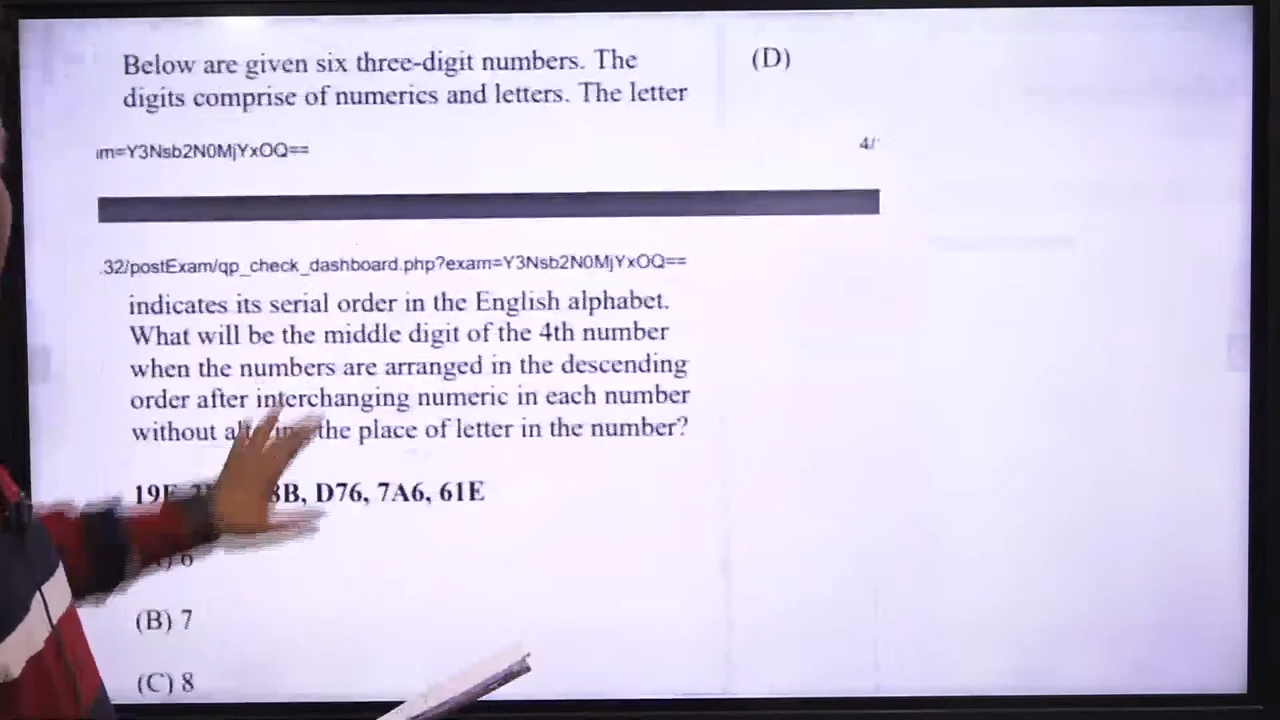 Below are given six three-digit numbers. The
digits comprise of numerics and letters. The letter
(D)
im=Y3Nsb2N0MjYxOQ==
4/
.32/postExam/qp_check_dashboard.php?exam=Y3Nsb2N0MjYxOQ==
indicates its serial order in the English alphabet.
What will be the middle digit of the 4th number
when the numbers are arranged in the descending
order after interchanging numeric in each number
without the place of letter in the number?
D76, 7A6, 61E
(B) 7
(C) 8